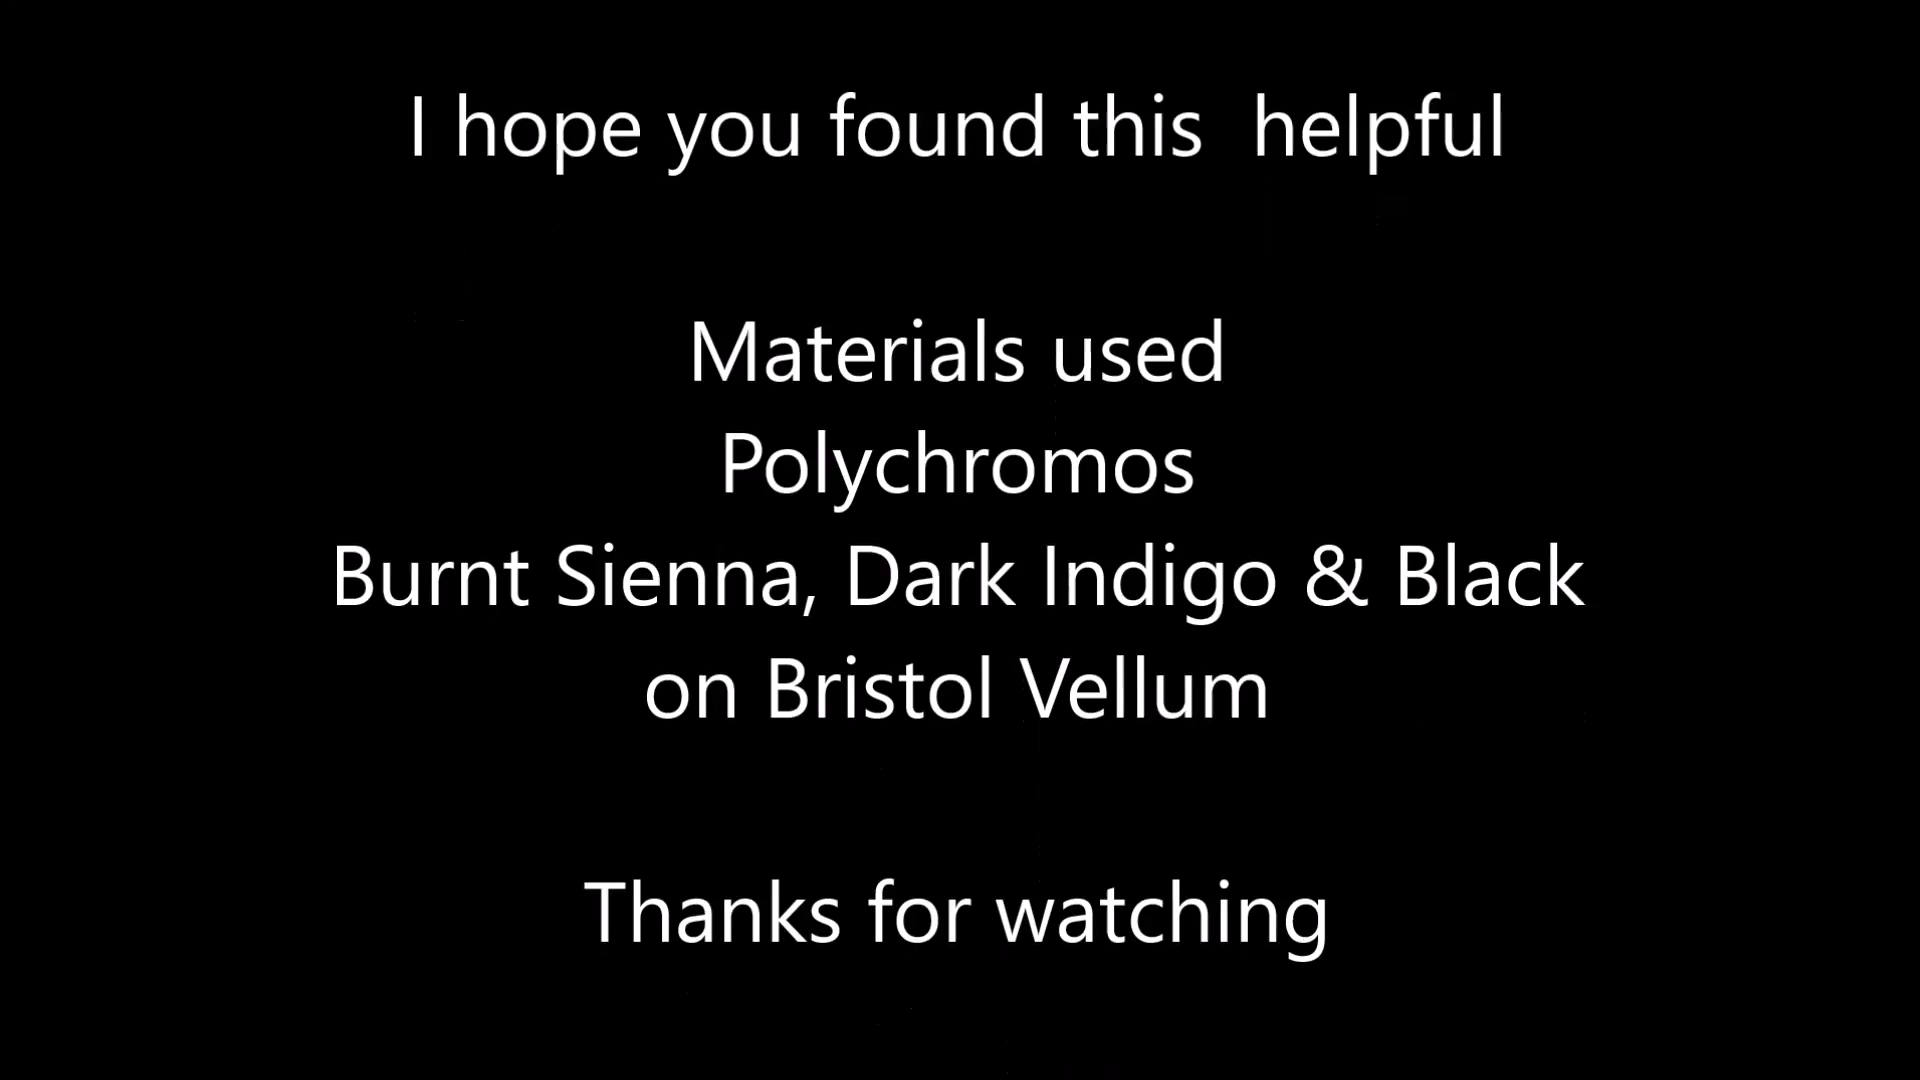 I hope you found this  helpful
Materials used
Polychromos
Burnt Sienna, Dark Indigo & Black
on Bristol Vellum
Thanks for watching